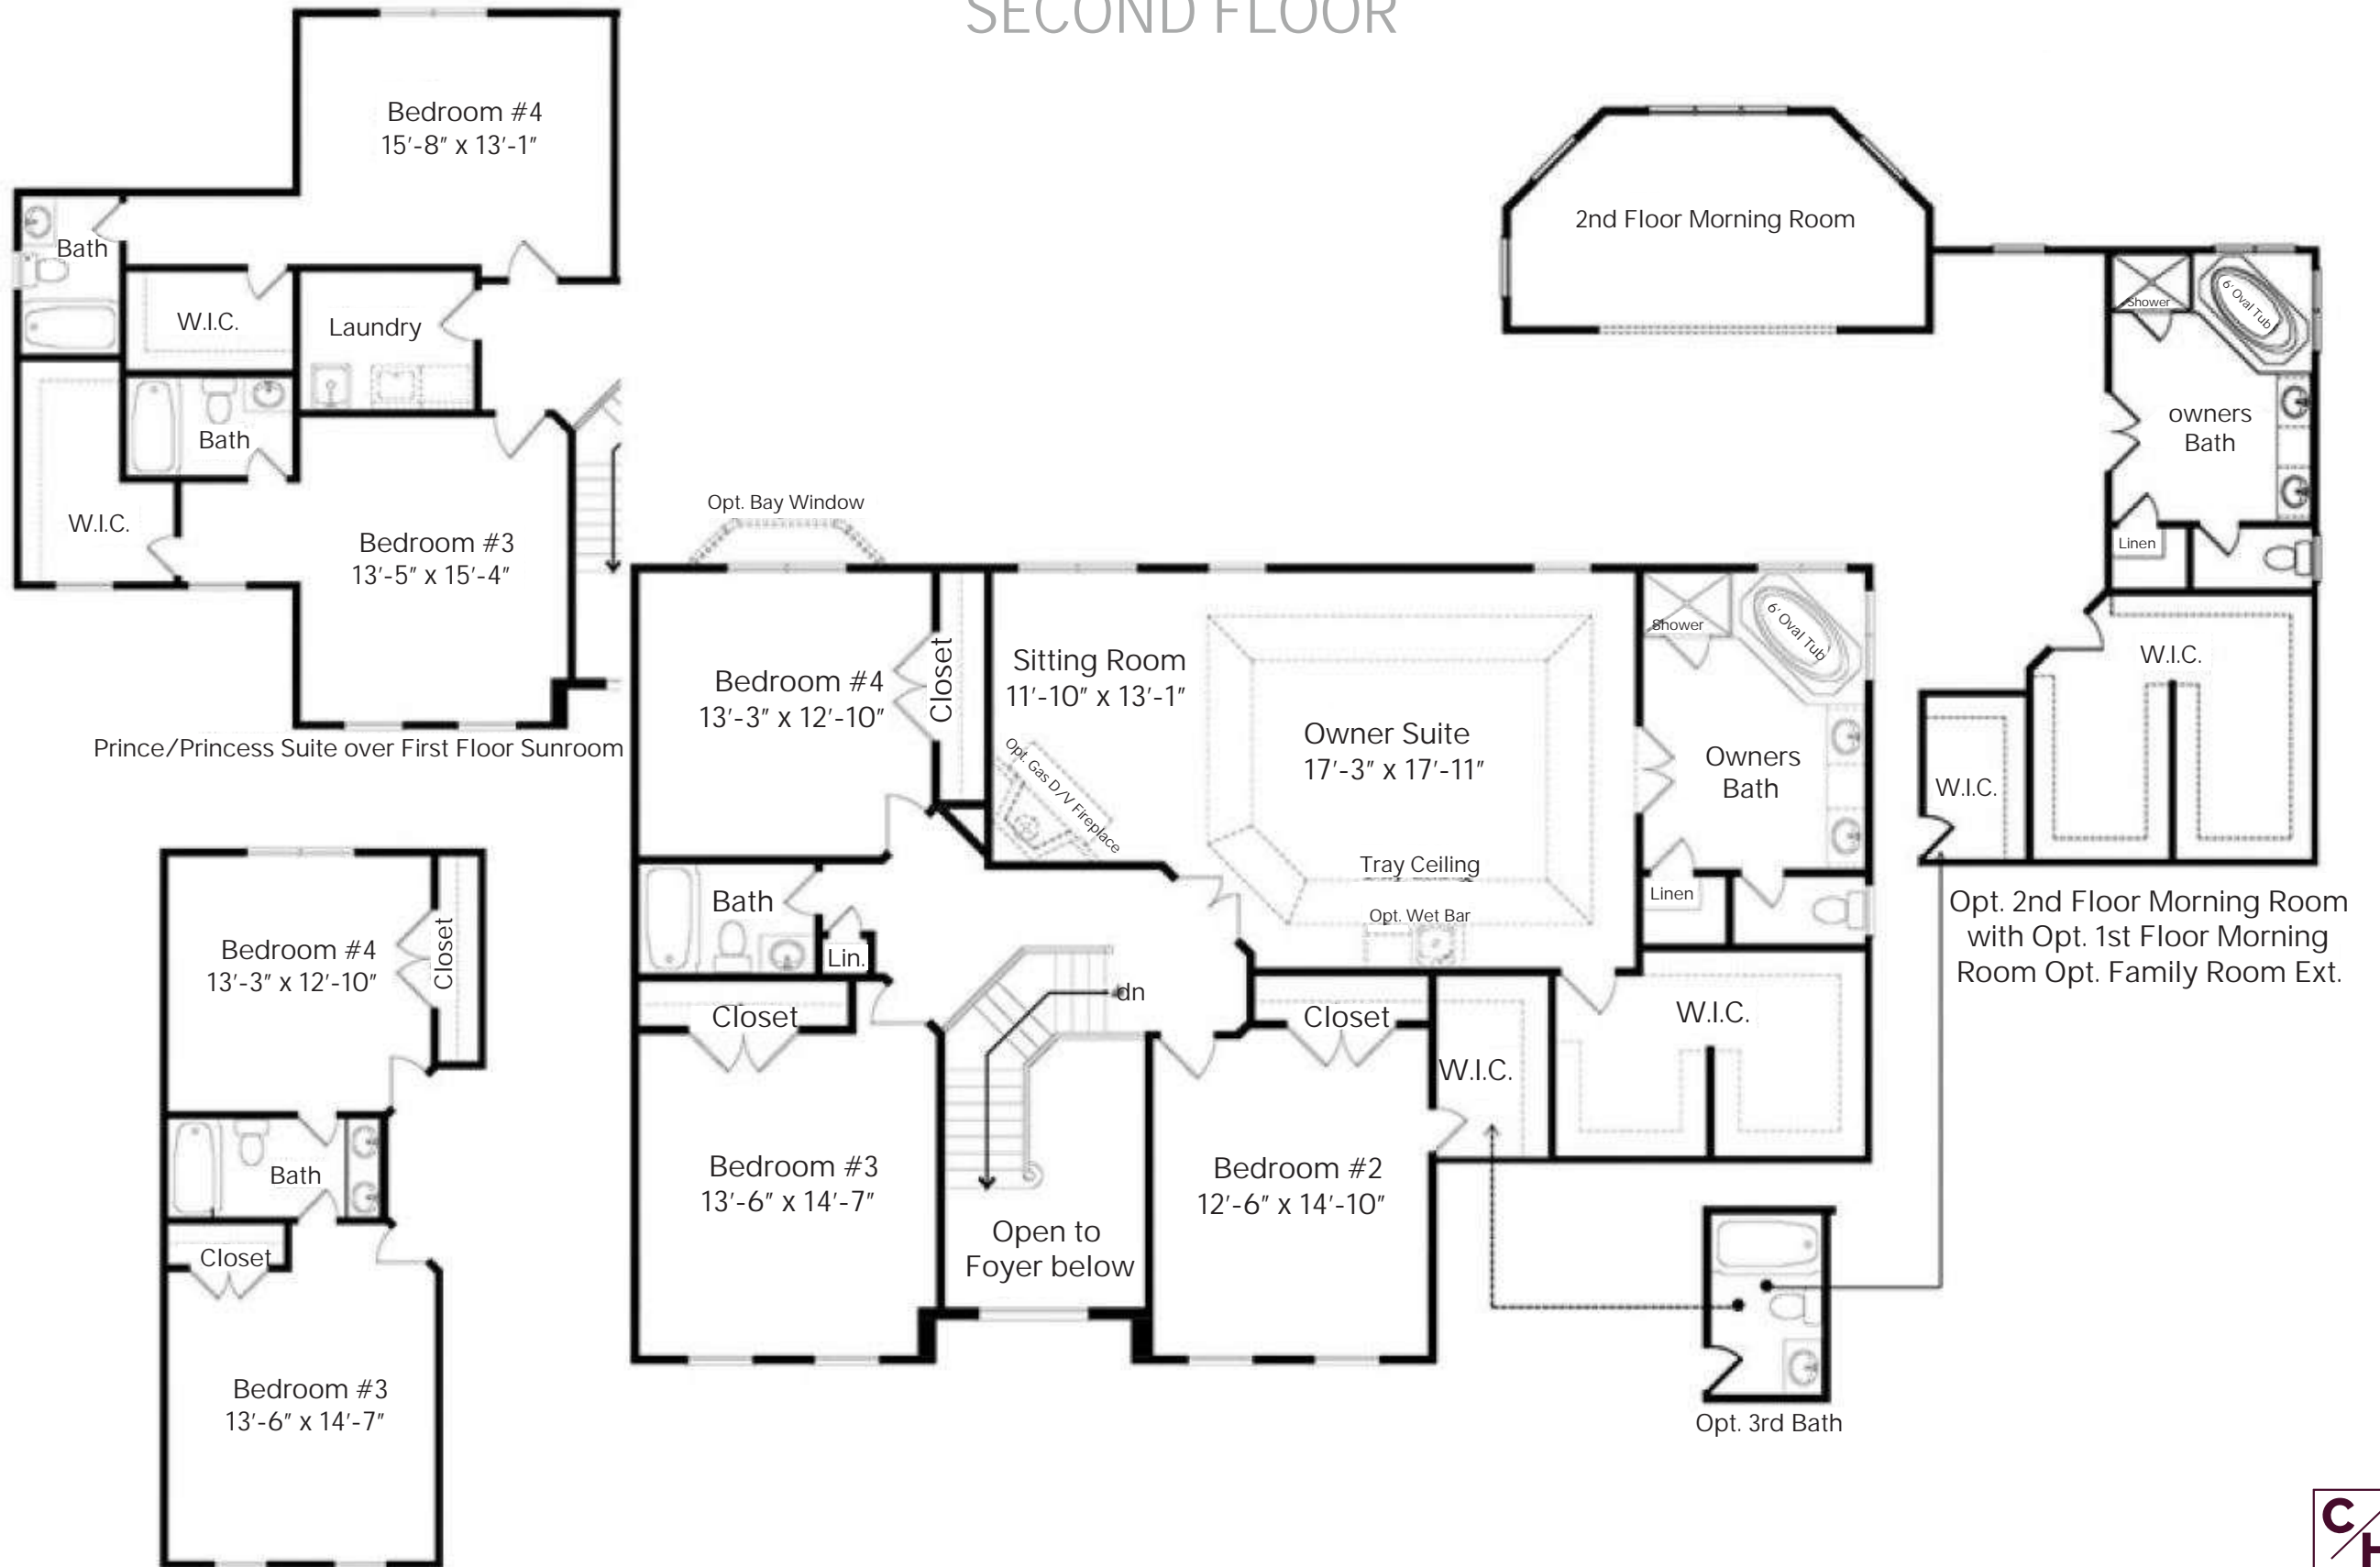 SECOND FLOOR
Bedroom #4
15'-8" x 13'-1"
Bath
W.I.C.
Laundry
Bath
W.I.C.
Bedroom #3
13'-5" x 15'-4"
Prince/Princess Suite over First Floor Sunroom
Bedroom #4
13'-3" x 12'-10"
Closet
Bath
Closet
Bedroom #3
13'-6" x 14'-7"
Opt. Bay Window
Bedroom #4
13'-3" x 12'-10"
Closet
Sitting Room
11'-10" x 13'-1"
Opt. Gas D/V Fireplace
Owner Suite
17'-3" x 17'-11"
Tray Ceiling
Opt. Wet Bar
Shower
6' Oval Tub
Owners
Bath
Linen
Bath
Lin.
Closet
dn
Closet
W.I.C.
W.I.C.
Bedroom #3
13'-6" x 14'-7"
Open to
Foyer below
Bedroom #2
12'-6" x 14'-10"
Opt. 3rd Bath
2nd Floor Morning Room
Shower
6' Oval Tub
owners
Bath
Linen
W.I.C.
W.I.C.
Opt. 2nd Floor Morning Room
with Opt. 1st Floor Morning
Room Opt. Family Room Ext.
C/H